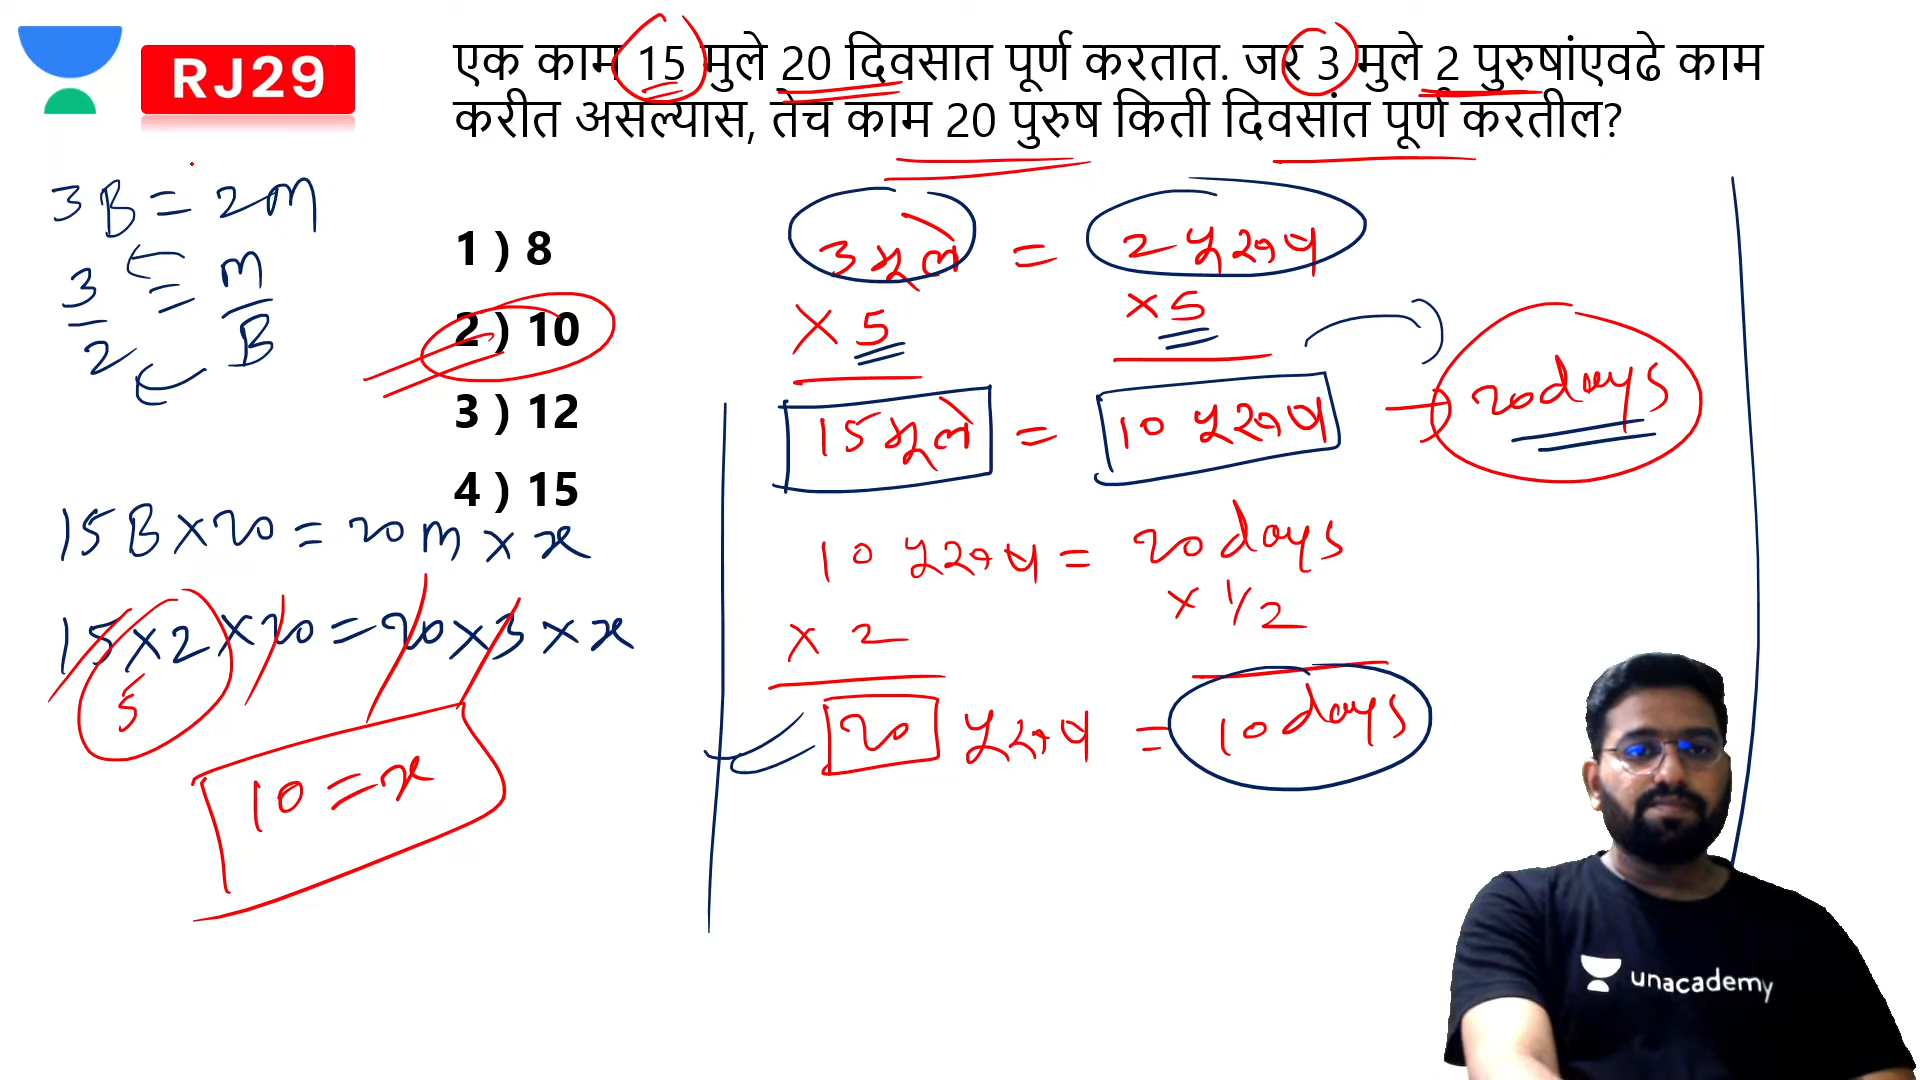 RJ29
एक काम 15 मुले 20 दिवसात पूर्ण करतात. जर 3 मुले 2 पुरुषांएवढे काम
करीत असल्यास, तेच काम 20 पुरुष किती दिवसांत पूर्ण करतील?
3B = 2m
3/2 = m/B
1 ) 8
2 ) 10
3 ) 12
4 ) 15
15B × 20 = 20m × x
15 × 2 × 20 = 20 × 3 × x
5
10 = x
3 मुले = 2 पुरुष
× 5 × 5
15 मुले = 10 पुरुष → 20 days
10 पुरुष = 20 days
× 2 × 1/2
20 पुरुष = 10 days
unacademy